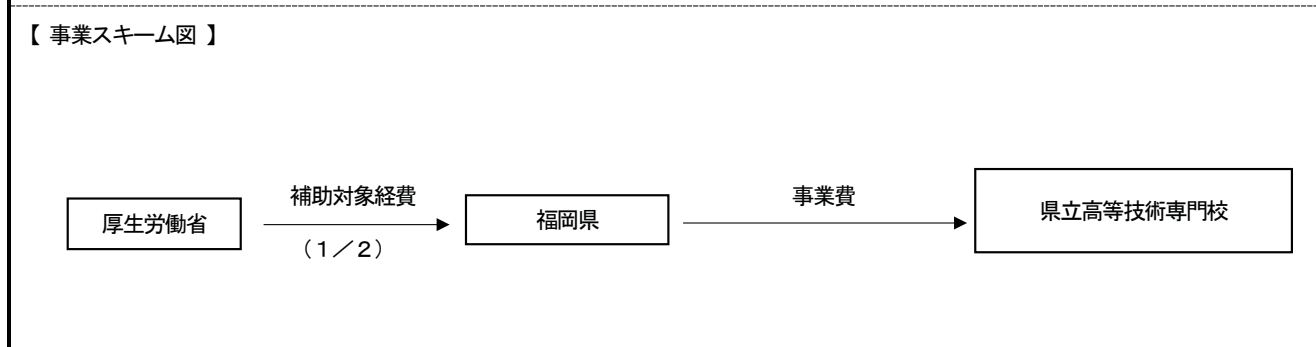 【 事業スキーム図 】
厚生労働省
補助対象経費
（１／２）
福岡県
事業費
県立高等技術専門校